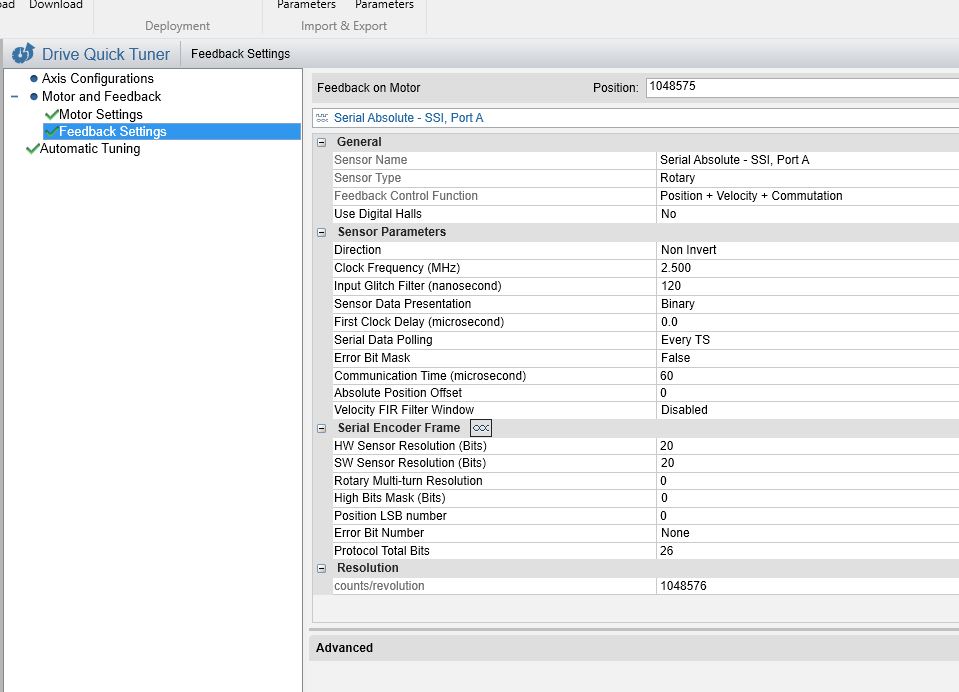 Download
Parameters Parameters
Deployment Import & Export
Drive Quick Tuner Feedback Settings
Axis Configurations
Motor and Feedback
Motor Settings
Feedback Settings
Automatic Tuning
Feedback on Motor Position: 1048575
Serial Absolute - SSI, Port A
General
Sensor Name Serial Absolute - SSI, Port A
Sensor Type Rotary
Feedback Control Function Position + Velocity + Commutation
Use Digital Halls No
Sensor Parameters
Direction Non Invert
Clock Frequency (MHz) 2.500
Input Glitch Filter (nanosecond) 120
Sensor Data Presentation Binary
First Clock Delay (microsecond) 0.0
Serial Data Polling Every TS
Error Bit Mask False
Communication Time (microsecond) 60
Absolute Position Offset 0
Velocity FIR Filter Window Disabled
Serial Encoder Frame
HW Sensor Resolution (Bits) 20
SW Sensor Resolution (Bits) 20
Rotary Multi-turn Resolution 0
High Bits Mask (Bits) 0
Position LSB number 0
Error Bit Number None
Protocol Total Bits 26
Resolution
counts/revolution 1048576
Advanced